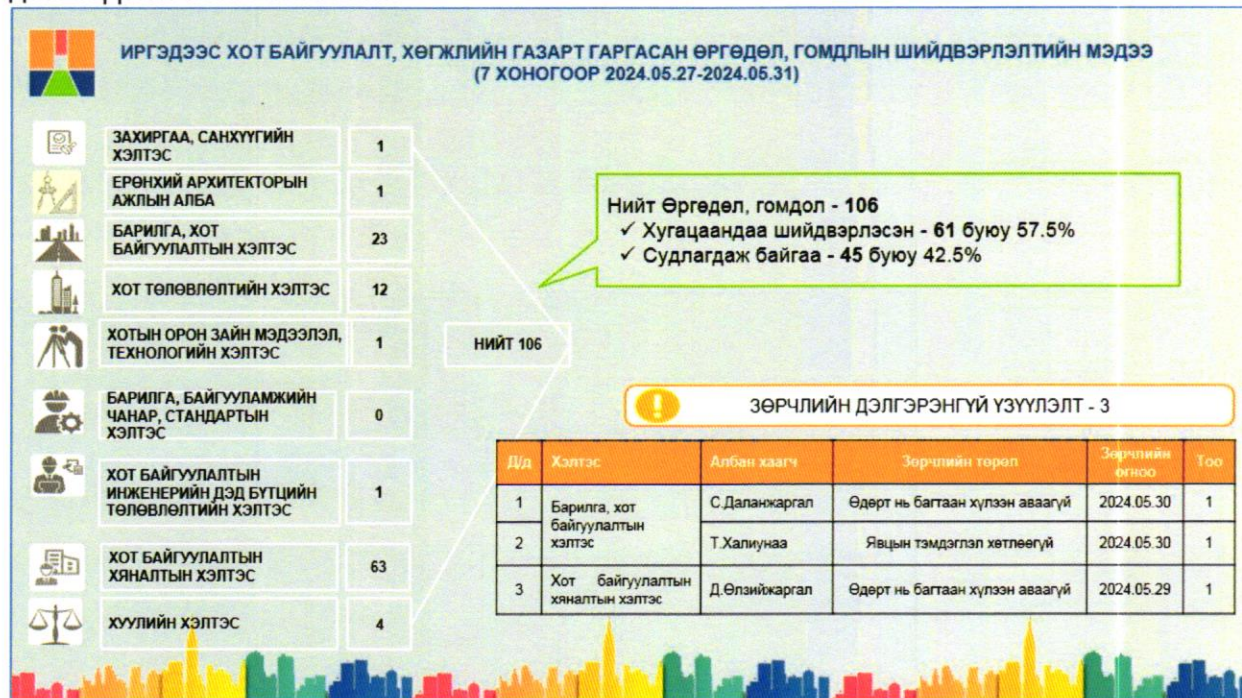 ИРГЭДЭЭС ХОТ БАЙГУУЛАЛТ, ХӨГЖЛИЙН ГАЗАРТ ГАРГАСАН ӨРГӨДӨЛ, ГОМДЛЫН ШИЙДВЭРЛЭЛТИЙН МЭДЭЭ
(7 ХОНОГООР 2024.05.27-2024.05.31)
ЗАХИРГАА, САНХҮҮГИЙН
ХЭЛТЭС
1
ЕРӨНХИЙ АРХИТЕКТОРЫН
АЖЛЫН АЛБА
1
БАРИЛГА, ХОТ
БАЙГУУЛАЛТЫН ХЭЛТЭС
23
ХОТ ТӨЛӨВЛӨЛТИЙН ХЭЛТЭС
12
ХОТЫН ОРОН ЗАЙН МЭДЭЭЛЭЛ,
ТЕХНОЛОГИЙН ХЭЛТЭС
1
БАРИЛГА, БАЙГУУЛАМЖИЙН
ЧАНАР, СТАНДАРТЫН
ХЭЛТЭС
0
ХОТ БАЙГУУЛАЛТЫН
ИНЖЕНЕРИЙН ДЭД БҮТЦИЙН
ТӨЛӨВЛӨЛТИЙН ХЭЛТЭС
1
ХОТ БАЙГУУЛАЛТЫН
ХЯНАЛТЫН ХЭЛТЭС
63
ХУУЛИЙН ХЭЛТЭС
4
НИЙТ 106
Нийт Өргөдөл, гомдол - 106
✓ Хугацаандаа шийдвэрлэсэн - 61 буюу 57.5%
✓ Судлагдаж байгаа - 45 буюу 42.5%
ЗӨРЧЛИЙН ДЭЛГЭРЭНГҮЙ ҮЗҮҮЛЭЛТ - 3
Д/д Хэлтэс Албан хаагч Зөрчлийн төрөл Зөрчлийн огноо Тоо
1 Барилга, хот байгуулалтын хэлтэс С.Даланжаргал Өдөрт нь багтаан хүлээн аваагүй 2024.05.30 1
2 Т.Халиунаа Явцын тэмдэглэл хөтлөөгүй 2024.05.30 1
3 Хот байгуулалтын хяналтын хэлтэс Д.Өлзийжаргал Өдөрт нь багтаан хүлээн аваагүй 2024.05.29 1